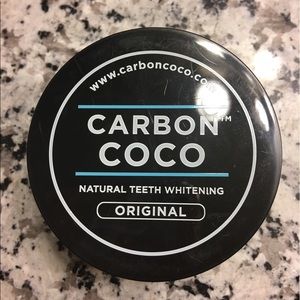 www.carboncoco.com
CARBON™
COCO
NATURAL TEETH WHITENING
ORIGINAL